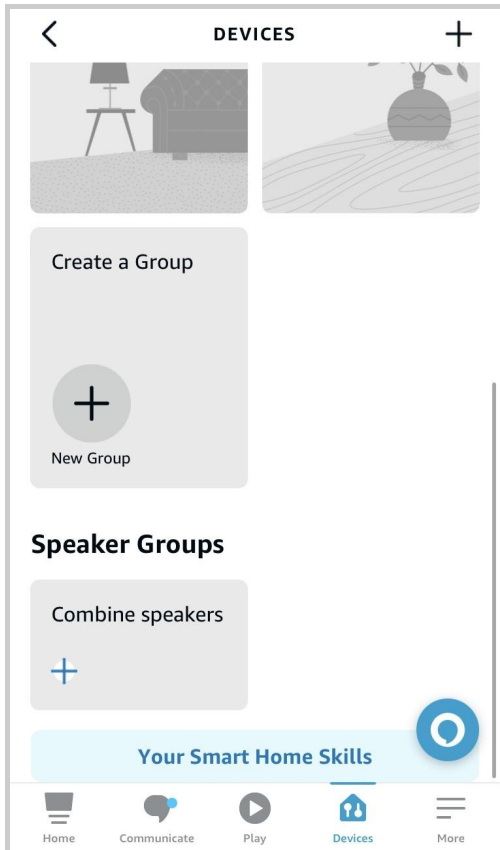 DEVICES
Create a Group
New Group
Speaker Groups
Combine speakers
Your Smart Home Skills
Home Communicate Play Devices More